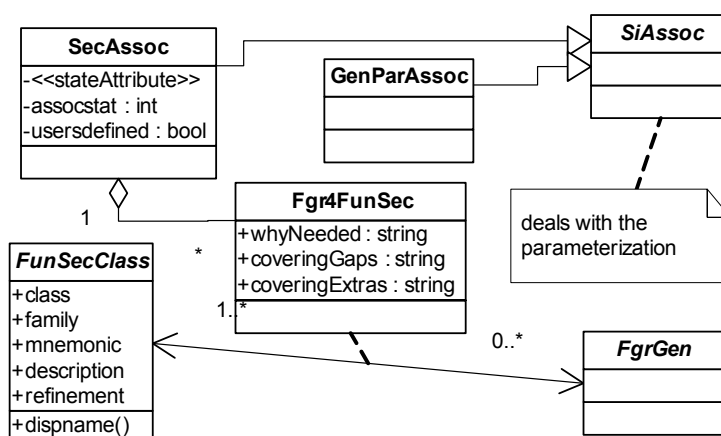 SecAssoc
-<<stateAttribute>>
-assocstat : int
-usersdefined : bool
GenParAssoc
SiAssoc
deals with the
parameterization
1
Fgr4FunSec
+whyNeeded : string
+coveringGaps : string
+coveringExtras : string
*
1..*
FunSecClass
+class
+family
+mnemonic
+description
+refinement
+dispname()
0..*
FgrGen